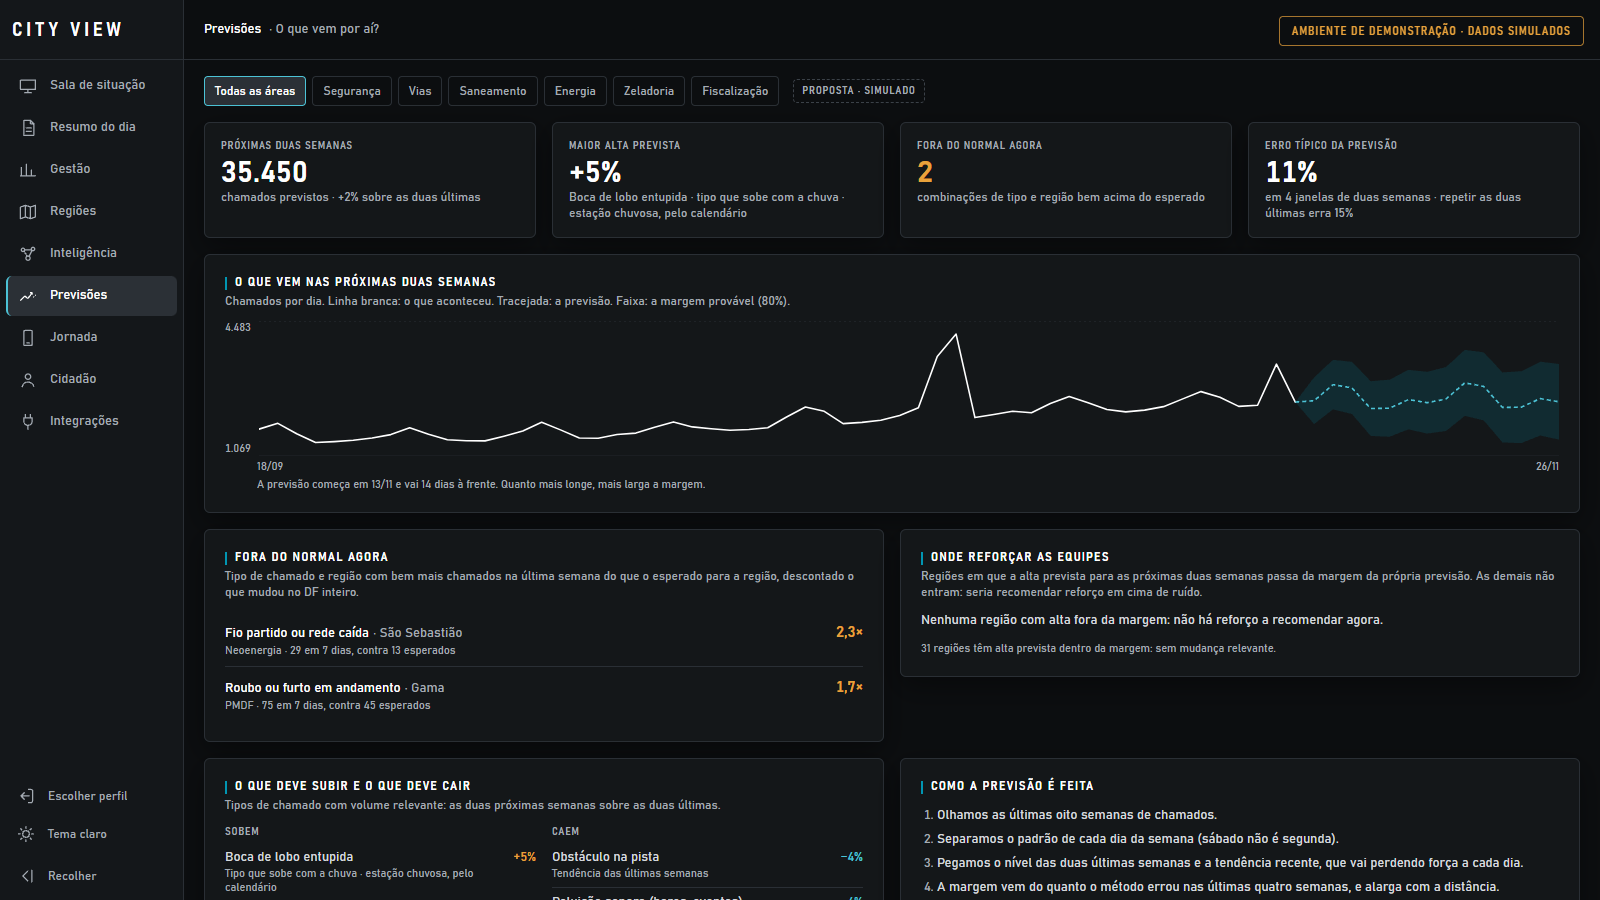 CITY VIEW
Previsões · O que vem por aí?
AMBIENTE DE DEMONSTRAÇÃO · DADOS SIMULADOS
Sala de situação
Resumo do dia
Gestão
Regiões
Inteligência
Previsões
Jornada
Cidadão
Integrações
Escolher perfil
Tema claro
Recolher
Todas as áreas
Segurança
Vias
Saneamento
Energia
Zeladoria
Fiscalização
PROPOSTA · SIMULADO
PRÓXIMAS DUAS SEMANAS
35.450
chamados previstos · +2% sobre as duas últimas
MAIOR ALTA PREVISTA
+5%
Boca de lobo entupida · tipo que sobe com a chuva ·
estação chuvosa, pelo calendário
FORA DO NORMAL AGORA
2
combinações de tipo e região bem acima do esperado
ERRO TÍPICO DA PREVISÃO
11%
em 4 janelas de duas semanas · repetir as duas
últimas erra 15%
O QUE VEM NAS PRÓXIMAS DUAS SEMANAS
Chamados por dia. Linha branca: o que aconteceu. Tracejada: a previsão. Faixa: a margem provável (80%).
4.483
1.069
18/09
26/11
A previsão começa em 13/11 e vai 14 dias à frente. Quanto mais longe, mais larga a margem.
FORA DO NORMAL AGORA
Tipo de chamado e região com bem mais chamados na última semana do que o esperado para a região, descontado o
que mudou no DF inteiro.
Fio partido ou rede caída · São Sebastião
2,3×
Neoenergia · 29 em 7 dias, contra 13 esperados
Roubo ou furto em andamento · Gama
1,7×
PMDF · 75 em 7 dias, contra 45 esperados
ONDE REFORÇAR AS EQUIPES
Regiões em que a alta prevista para as próximas duas semanas passa da margem da própria previsão. As demais não
entram: seria recomendar reforço em cima de ruído.
Nenhuma região com alta fora da margem: não há reforço a recomendar agora.
31 regiões têm alta prevista dentro da margem: sem mudança relevante.
O QUE DEVE SUBIR E O QUE DEVE CAIR
Tipos de chamado com volume relevante: as duas próximas semanas sobre as duas últimas.
SOBEM
Boca de lobo entupida
+5%
Tipo que sobe com a chuva · estação chuvosa, pelo
calendário
CAEM
Obstáculo na pista
−4%
Tendência das últimas semanas
COMO A PREVISÃO É FEITA
1. Olhamos as últimas oito semanas de chamados.
2. Separamos o padrão de cada dia da semana (sábado não é segunda).
3. Pegamos o nível das duas últimas semanas e a tendência recente, que vai perdendo força a cada dia.
4. A margem vem do quanto o método errou nas últimas quatro semanas, e alarga com a distância.